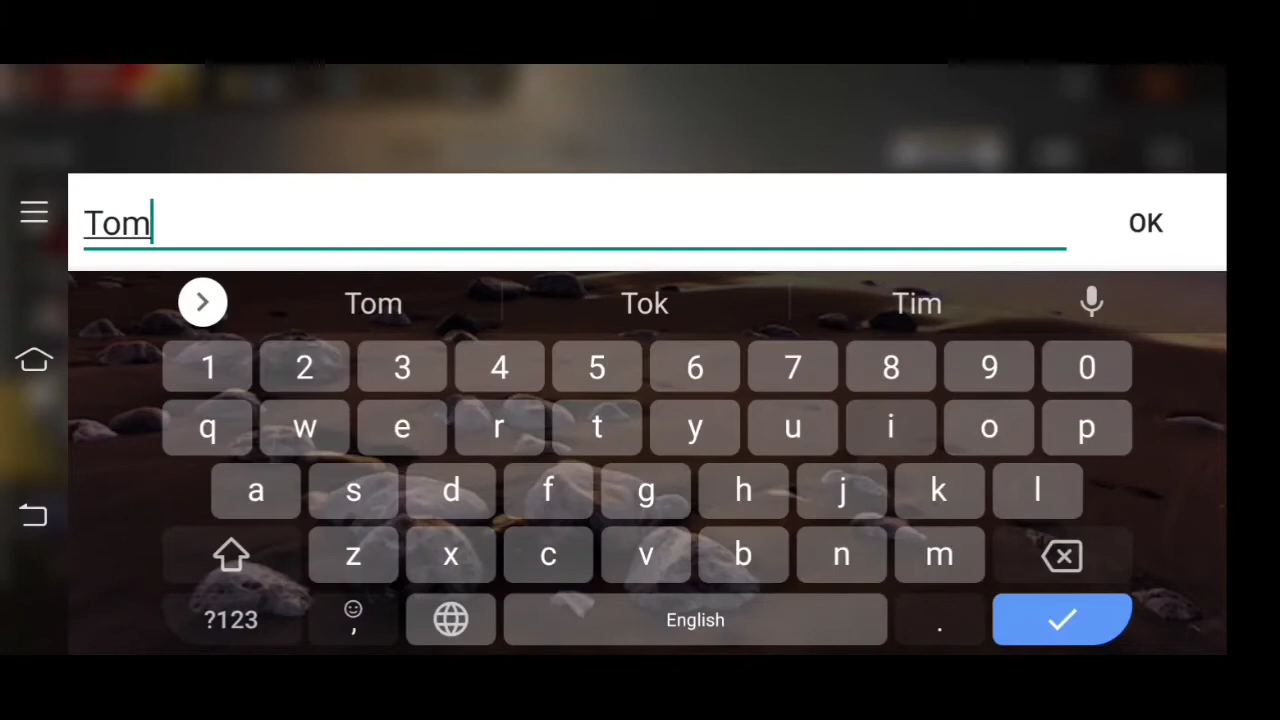 Tom
OK
Tom Tok Tim
1 2 3 4 5 6 7 8 9 0
q w e r t y u i o p
a s d f g h j k l
z x c v b n m
?123 , English .